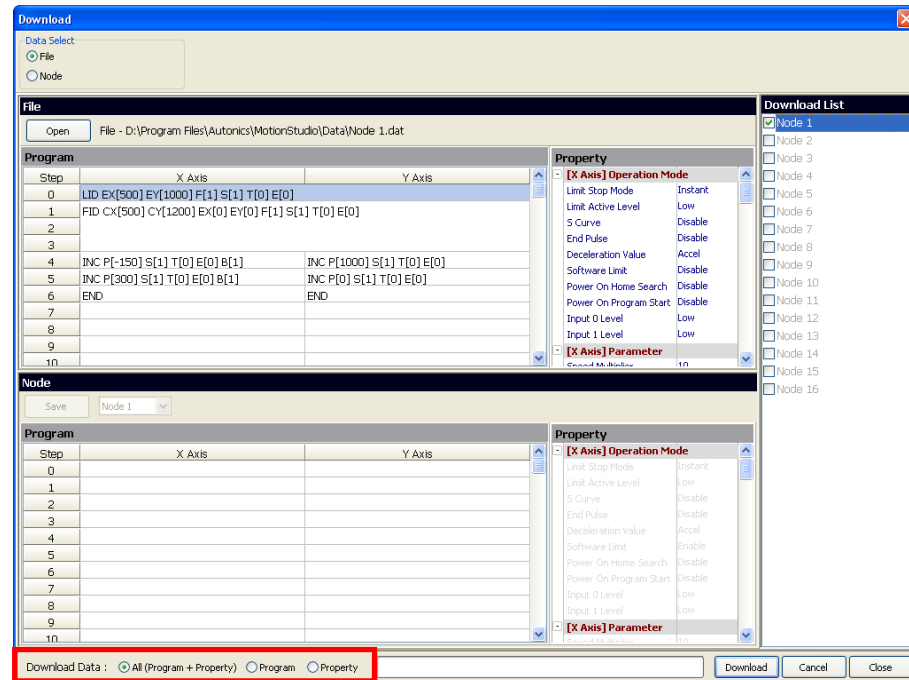 Download
Data Select
File
Node
File
Open File - D:\Program Files\Autonics\MotionStudio\Data\Node 1.dat
Program
Step X Axis Y Axis
0 LID EX[500] EY[1000] F[1] S[1] T[0] E[0]
1 FID CX[500] CY[1200] EX[0] EY[0] F[1] S[1] T[0] E[0]
2
3
4 INC P[-150] S[1] T[0] E[0] B[1] INC P[1000] S[1] T[0] E[0]
5 INC P[300] S[1] T[0] E[0] B[1] INC P[0] S[1] T[0] E[0]
6 END END
7
8
9
10
Property
[X Axis] Operation Mode
Limit Stop Mode Instant
Limit Active Level Low
S Curve Disable
End Pulse Disable
Deceleration Value Accel
Software Limit Disable
Power On Home Search Disable
Power On Program Start Disable
Input 0 Level Low
Input 1 Level Low
[X Axis] Parameter
Speed Multiplier 10
Download List
Node 1
Node 2
Node 3
Node 4
Node 5
Node 6
Node 7
Node 8
Node 9
Node 10
Node 11
Node 12
Node 13
Node 14
Node 15
Node 16
Node
Save Node 1
Program
Step X Axis Y Axis
0
1
2
3
4
5
6
7
8
9
10
Property
[X Axis] Operation Mode
Limit Stop Mode Instant
Limit Active Level Low
S Curve Disable
End Pulse Disable
Deceleration Value Accel
Software Limit Enable
Power On Home Search Disable
Power On Program Start Disable
Input 0 Level Low
Input 1 Level Low
[X Axis] Parameter
Speed Multiplier 10
Download Data : All (Program + Property) Program Property
Download Cancel Close